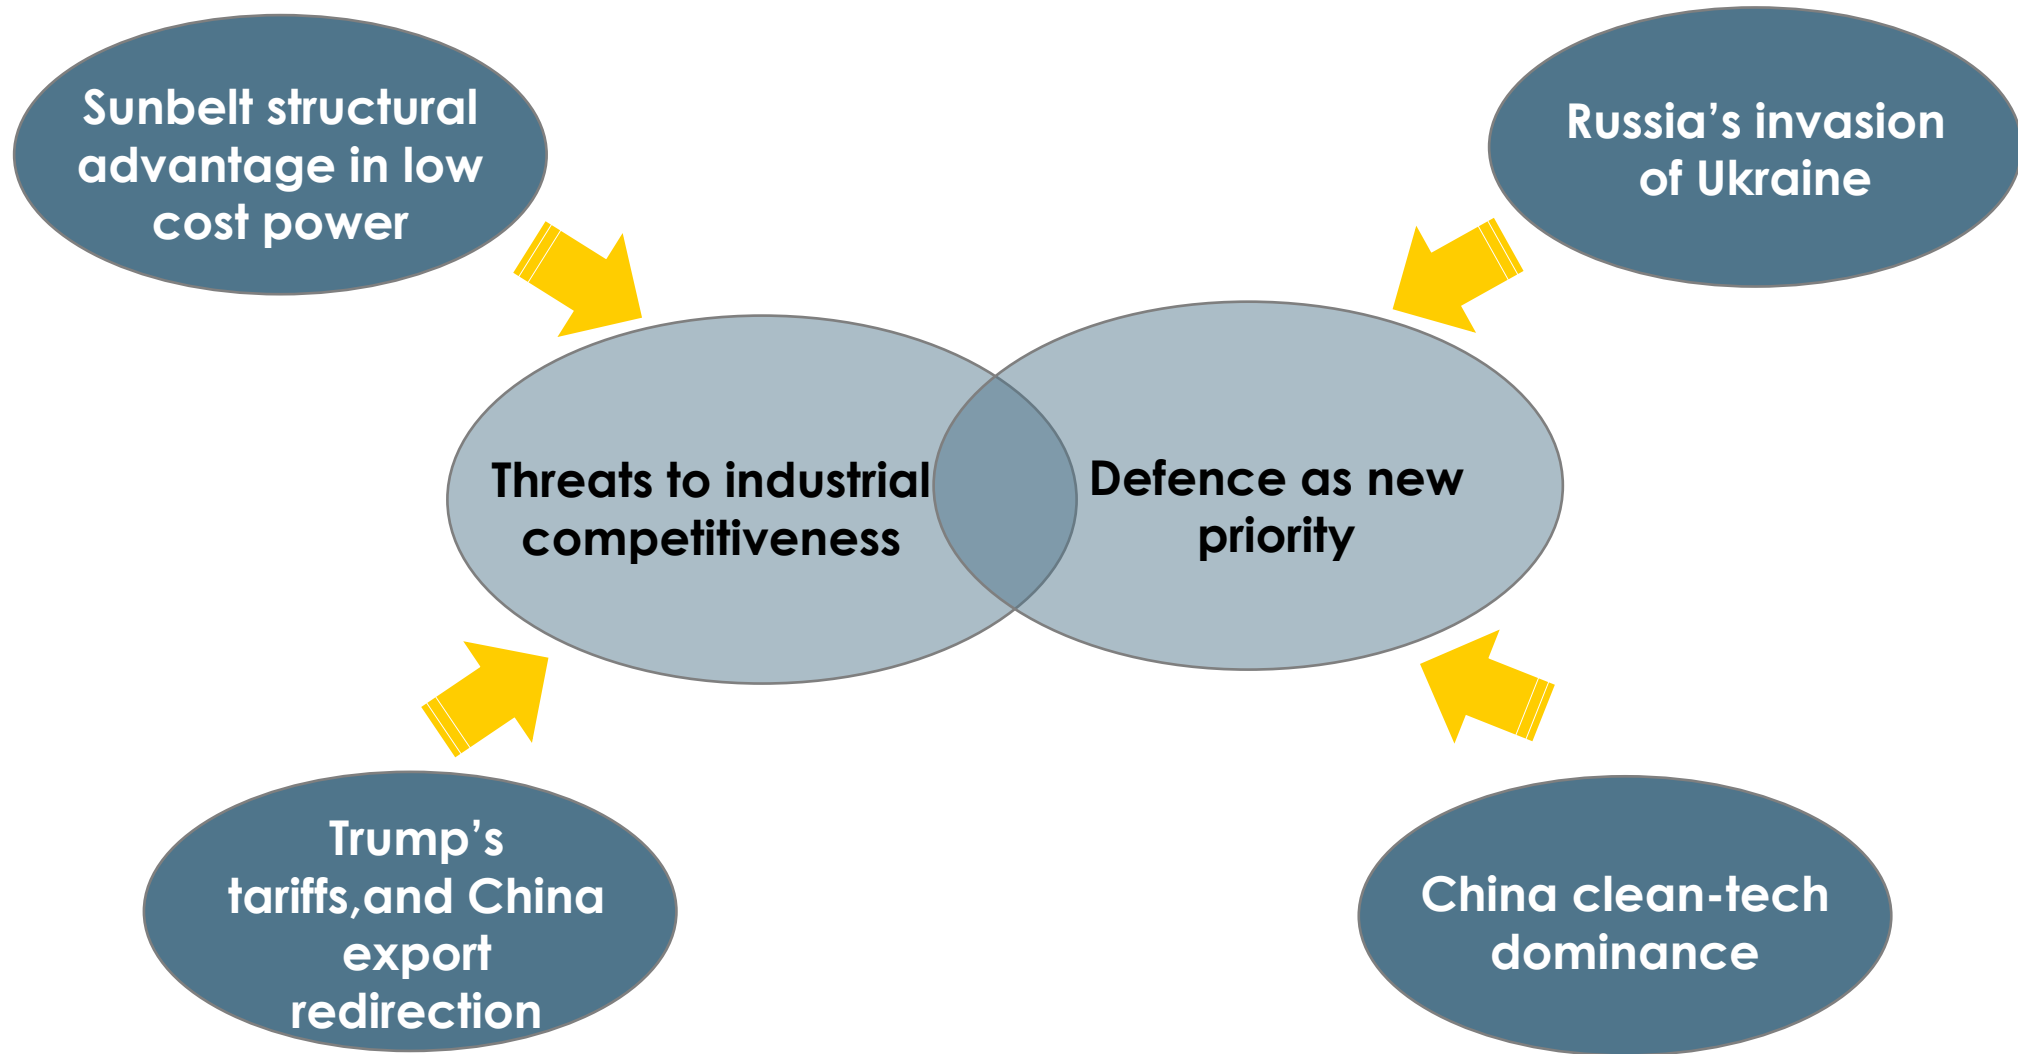 Sunbelt structural
advantage in low
cost power
Russia’s invasion
of Ukraine
Threats to industrial
competitiveness
Defence as new
priority
Trump’s
tariffs,and China
export
redirection
China clean-tech
dominance